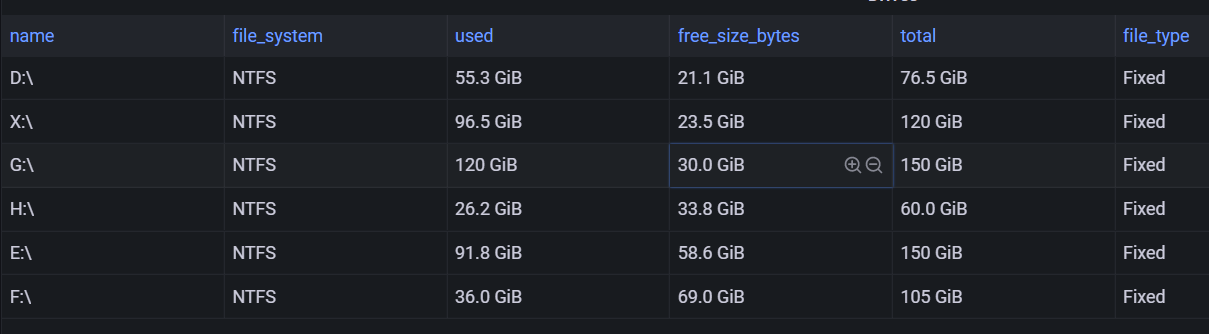 name file_system used free_size_bytes total file_type
D:\ NTFS 55.3 GiB 21.1 GiB 76.5 GiB Fixed
X:\ NTFS 96.5 GiB 23.5 GiB 120 GiB Fixed
G:\ NTFS 120 GiB 30.0 GiB 150 GiB Fixed
H:\ NTFS 26.2 GiB 33.8 GiB 60.0 GiB Fixed
E:\ NTFS 91.8 GiB 58.6 GiB 150 GiB Fixed
F:\ NTFS 36.0 GiB 69.0 GiB 105 GiB Fixed